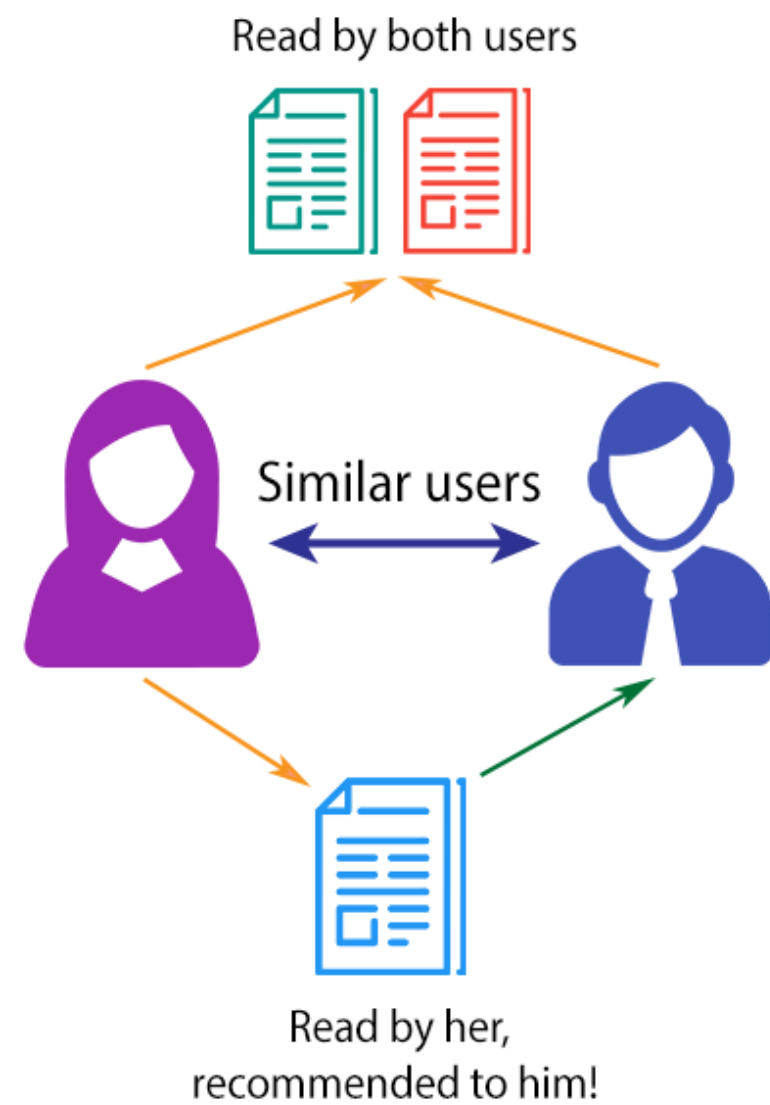 Read by both users
Similar users
Read by her,
recommended to him!